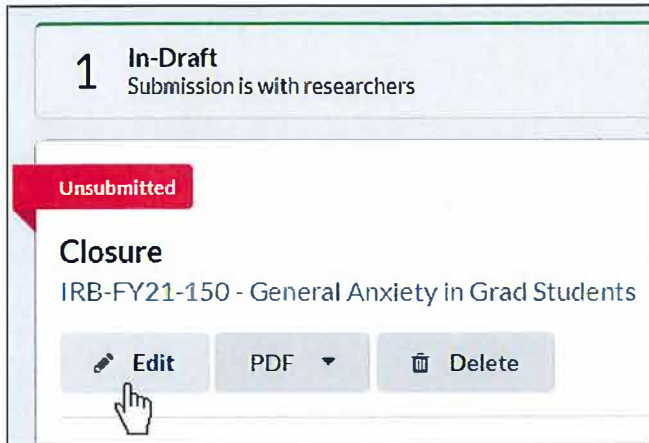 1
In-Draft
Submission is with researchers
Unsubmitted
Closure
IRB-FY21-150 - General Anxiety in Grad Students
Edit PDF Delete